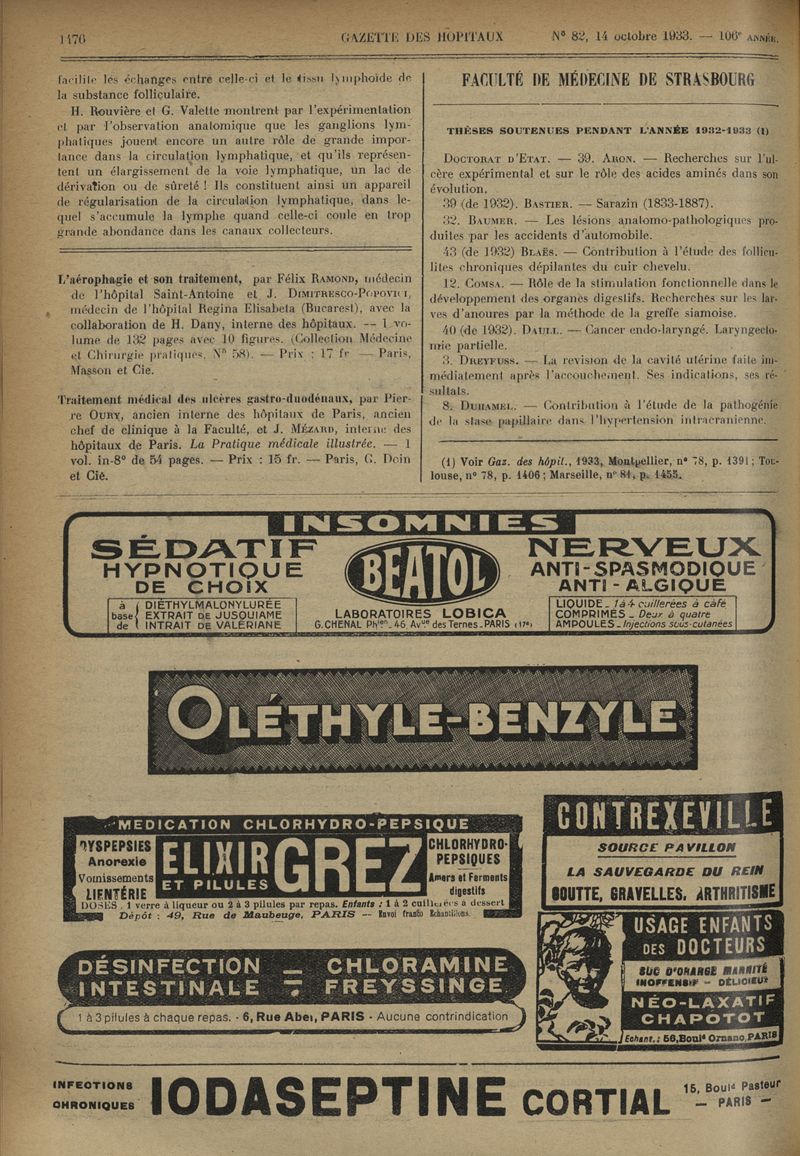 1476 GAZETTE DES HOPITAUX N° 82, 14 octobre 1933. — 106e ANNÉE.
facilite les échanges entre celle-ci et le tissu lymphoïde de
la substance folliculaire.
H. Rouvière et G. Valette montrent par l'expérimentation
et par l'observation anatomique que les ganglions lym-
phatiques jouent encore un autre rôle de grande impor-
tance dans la circulation lymphatique, et qu'ils représen-
tent un élargissement de la voie lymphatique, un lac de
dérivation ou de sûreté ! Ils constituent ainsi un appareil
de régularisation de la circulation lymphatique, dans le-
quel s'accumule la lymphe quand celle-ci coule en trop
grande abondance dans les canaux collecteurs.
L'aérophagie et son traitement, par Félix RAMOND, médecin
de l'hôpital Saint-Antoine et J. DIMITRESCO-POPOVICI,
médecin de l'hôpital Regina Elisabeta (Bucarest), avec la
collaboration de H. Dany, interne des hôpitaux. — 1 vo-
lume de 132 pages avec 10 figures. (Collection Médecine
et Chirurgie pratiques, N° 58). — Prix : 17 fr — Paris,
Masson et Cie.
Traitement médical des ulcères gastro-duodénaux, par Pier-
re OURY, ancien interne des hôpitaux de Paris, ancien
chef de clinique à la Faculté, et J. MÉZARD, interne des
hôpitaux de Paris. La Pratique médicale illustrée. — 1
vol. in-8° de 54 pages. — Prix : 15 fr. — Paris, G. Doin
et Cie.
FACULTÉ DE MÉDECINE DE STRASBOURG
THÈSES SOUTENUES PENDANT L'ANNÉE 1932-1933 (1)
DOCTORAT D'ETAT. — 39. ARON. — Recherches sur l'ul-
cère expérimental et sur le rôle des acides aminés dans son
évolution.
39 (de 1932). BASTIER. — Sarazin (1833-1887).
32. BAUMER. — Les lésions anatomo-pathologiques pro-
duites par les accidents d'automobile.
43 (de 1932) BLAËS. — Contribution à l'étude des follicu-
lites chroniques dépilantes du cuir chevelu.
12. COMSA. — Rôle de la stimulation fonctionnelle dans le
développement des organes digestifs. Recherches sur les lar-
ves d'anoures par la méthode de la greffe siamoise.
40 (de 1932). DAULL. — Cancer endo-laryngé. Laryngecto-
mie partielle.
3. DREYFUSS. — La revision de la cavité utérine faite im-
médiatement après l'accouchement. Ses indications, ses ré-
sultats.
8. DUHAMEL. — Contribution à l'étude de la pathogénie
de la stase papillaire dans l'hypertension intracranienne.
(1) Voir Gaz. des hôpit., 1933, Montpellier, n° 78, p. 1391 ; Tou-
louse, n° 78, p. 1406 ; Marseille, n° 81, p. 1455.
INSOMNIES
SÉDATIF
HYPNOTIQUE
DE CHOIX
à base de
DIÉTHYLMALONYLURÉE
EXTRAIT DE JUSQUIAME
INTRAIT DE VALÉRIANE
BEATOL
LABORATOIRES LOBICA
G. CHENAL Phien_ 46 Avue des Ternes_PARIS (17e)
NERVEUX
ANTI-SPASMODIQUE
ANTI-ALGIQUE
LIQUIDE_ 1 à 4 cuillerées à café
COMPRIMÉS_ Deux à quatre
AMPOULES_ Injections sous-cutanées
OLÉTHYLE-BENZYLE
MEDICATION CHLORHYDRO-PEPSIQUE
DYSPEPSIES
Anorexie
Vomissements
LIENTÉRIE
ELIXIR
ET PILULES
GREZ
CHLORHYDRO-
PEPSIQUES
Amers et Ferments
digestifs
DOSES . 1 verre à liqueur ou 2 à 3 pilules par repas. Enfants : 1 à 2 cuillerées à dessert
Dépôt : 49, Rue de Maubeuge, PARIS — Envoi franco Echantillons.
DÉSINFECTION — CHLORAMINE
INTESTINALE — FREYSSINGE
1 à 3 pilules à chaque repas. - 6, Rue Abel, PARIS - Aucune contrindication
CONTREXEVILLE
SOURCE PAVILLON
LA SAUVEGARDE DU REIN
GOUTTE, GRAVELLES, ARTHRITISME
USAGE ENFANTS
DES DOCTEURS
SUC D'ORANGE MANNITÉ
INOFFENSIF — DÉLICIEUX
NÉO-LAXATIF
CHAPOTOT
Echant. : 56, Bould Ornano, PARIS
INFECTIONS
CHRONIQUES
IODASEPTINE CORTIAL
15, Bould Pasteur
— PARIS —